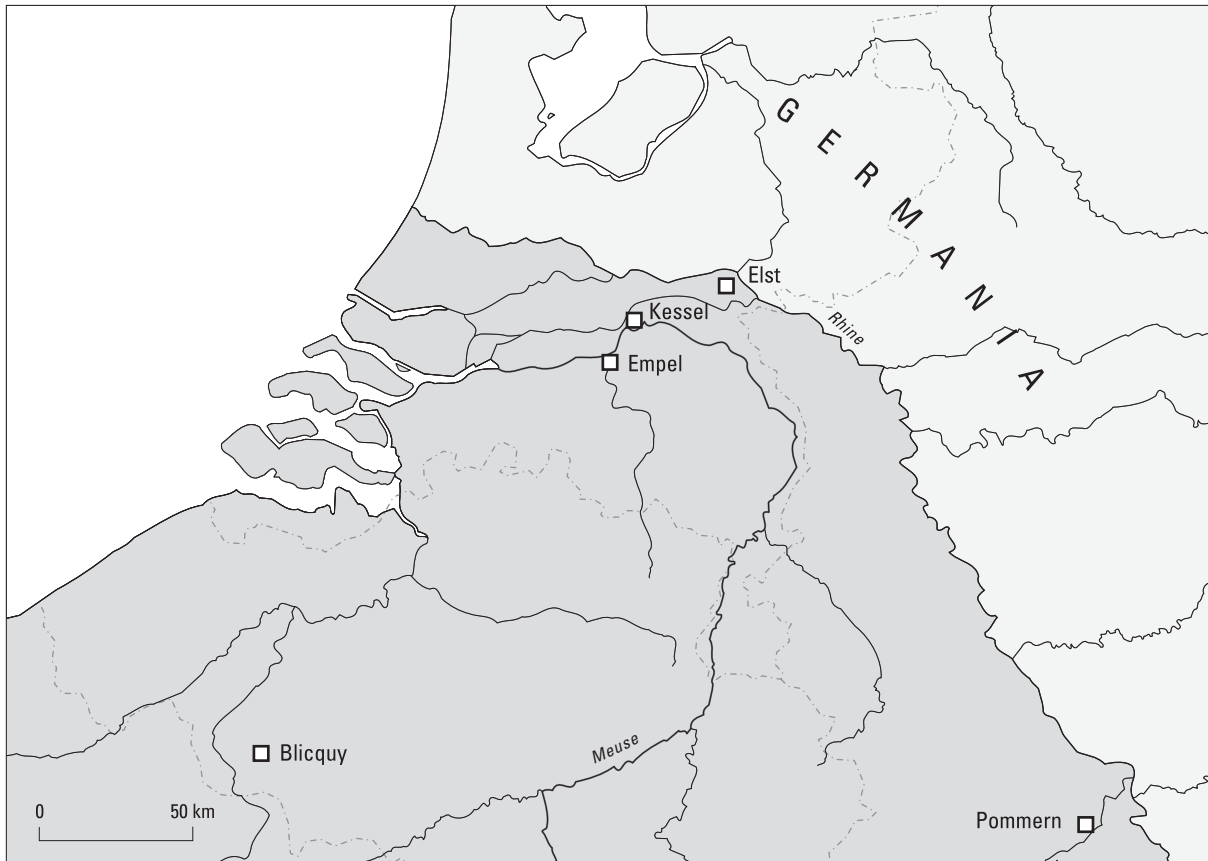 GERMANIA
Elst
Rhine
Kessel
Empel
Meuse
Blicquy
0 50 km
Pommern